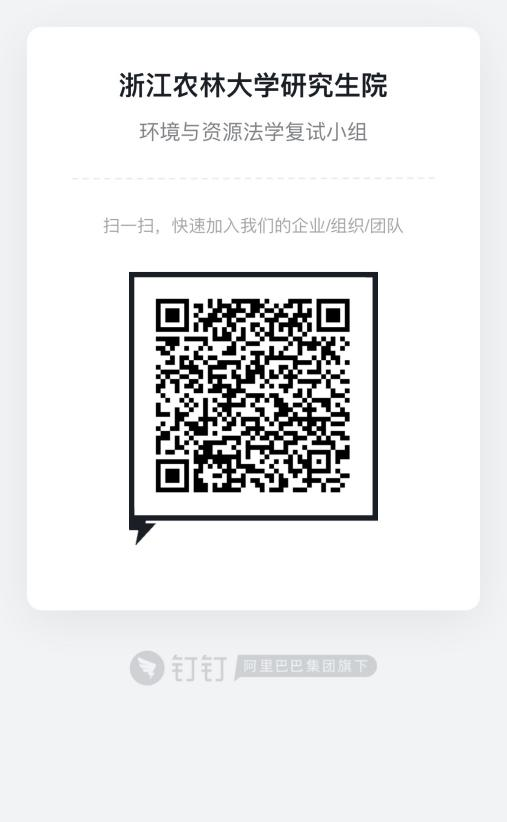 浙江农林大学研究生院
环境与资源法学复试小组
扫一扫，快速加入我们的企业/组织/团队
钉钉 阿里巴巴集团旗下